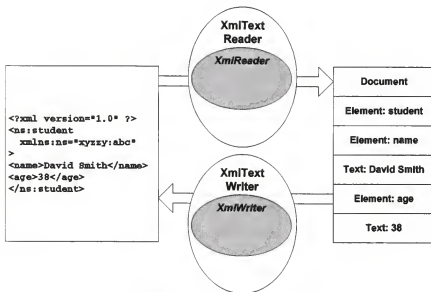 <?xml version="1.0" ?>
<ns:student
xmlns:ns="xyzzy:abc"
>
<name>David Smith</name>
<age>38</age>
</ns:student>
XmlText
Reader
XmlReader
XmlText
Writer
XmlWriter
Document
Element: student
Element: name
Text: David Smith
Element: age
Text: 38